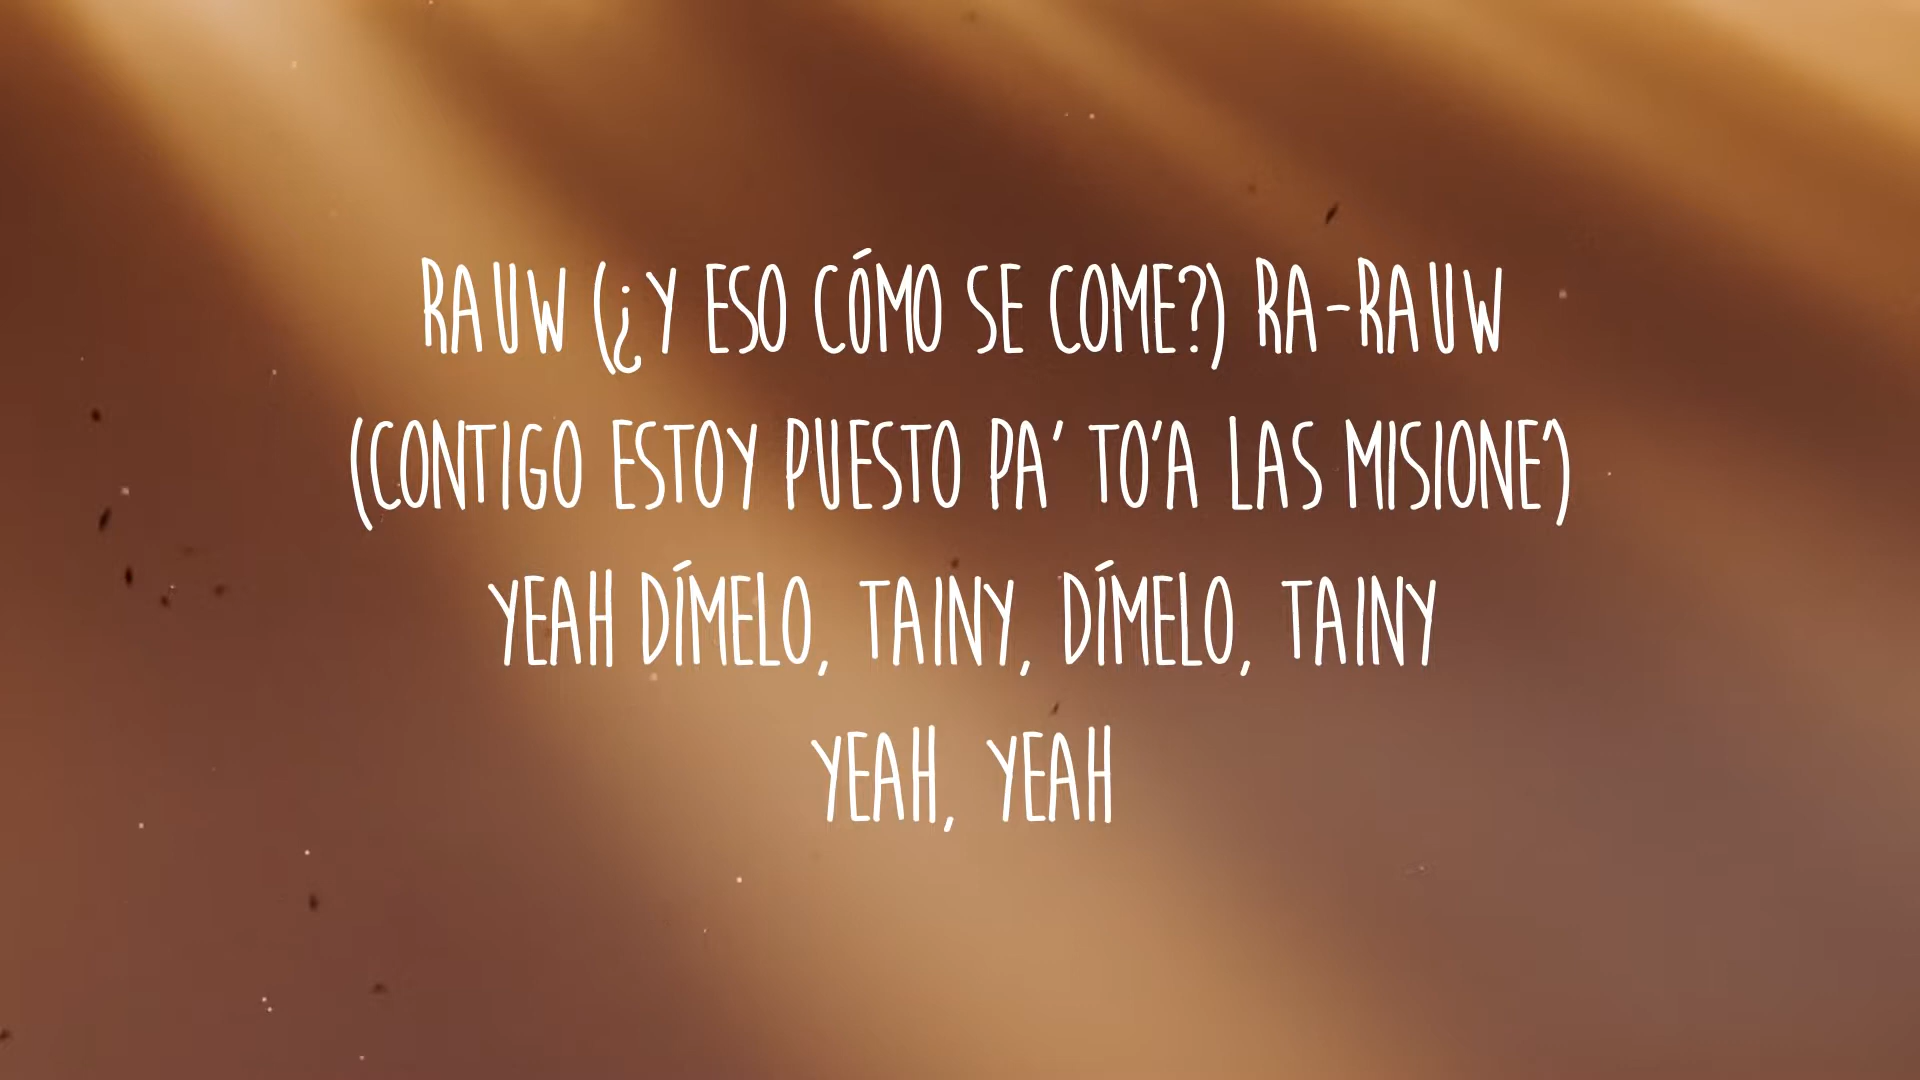 RAUW (¿Y ESO CÓMO SE COME?) RA-RAUW
(CONTIGO ESTOY PUESTO PA' TO'A LAS MISIONE')
YEAH DÍMELO, TAINY, DÍMELO, TAINY
YEAH, YEAH